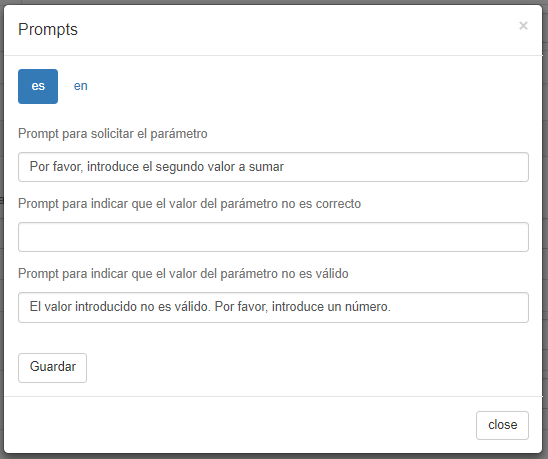 Prompts
×
es
en
Prompt para solicitar el parámetro
Por favor, introduce el segundo valor a sumar
Prompt para indicar que el valor del parámetro no es correcto
Prompt para indicar que el valor del parámetro no es válido
El valor introducido no es válido. Por favor, introduce un número.
Guardar
close